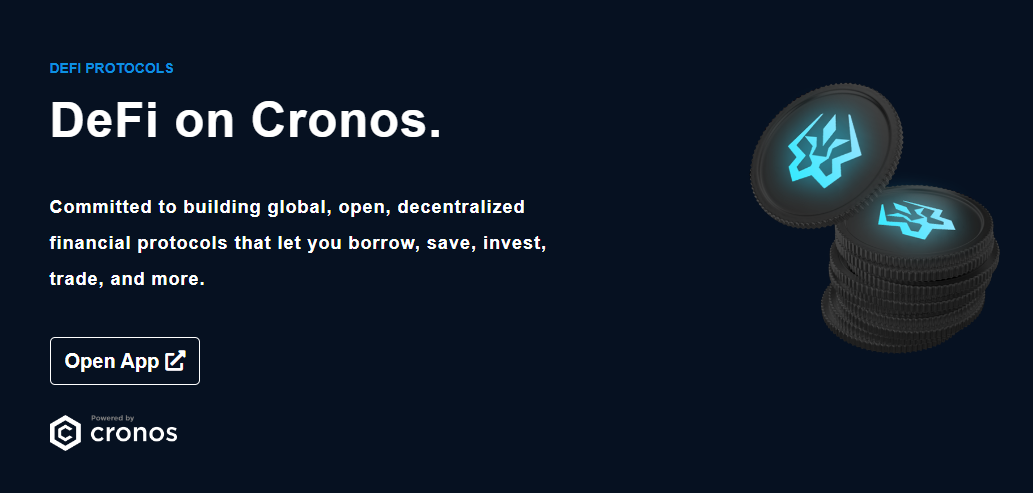 DEFI PROTOCOLS
DeFi on Cronos.
Committed to building global, open, decentralized
financial protocols that let you borrow, save, invest,
trade, and more.
Open App
Powered by
cronos